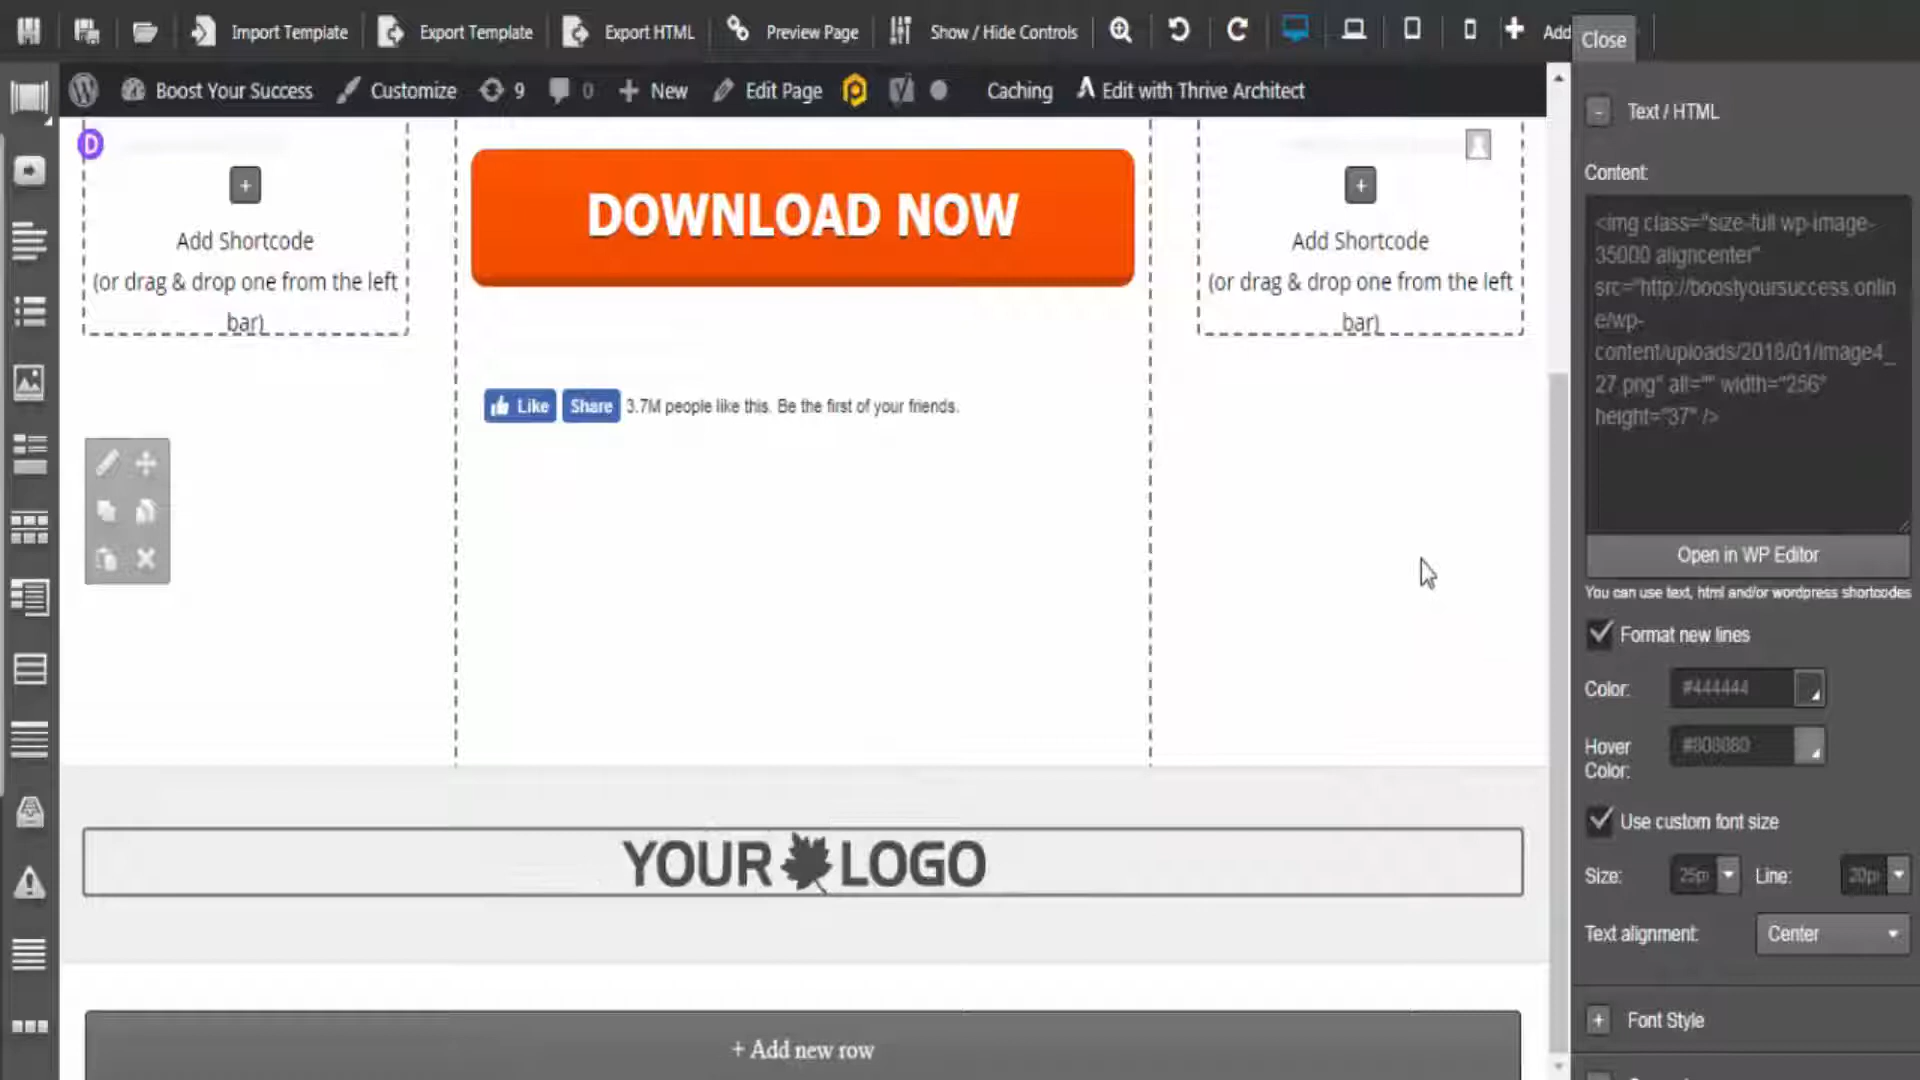 Import Template
Export Template
Export HTML
Preview Page
Show / Hide Controls
Add
Close
Boost Your Success
Customize
9
0
New
Edit Page
Caching
Edit with Thrive Architect
D
+
Add Shortcode
(or drag & drop one from the left
bar)
DOWNLOAD NOW
+
Add Shortcode
(or drag & drop one from the left
bar)
Like
Share
3.7M people like this. Be the first of your friends.
YOUR LOGO
+ Add new row
- Text / HTML
Content:
<img class="size-full wp-image-
35000 aligncenter"
src="http://boostyoursuccess.onlin
e/wp-
content/uploads/2018/01/image4_
27.png" alt="" width="256"
height="37" />
Open in WP Editor
You can use text, html and/or wordpress shortcodes
Format new lines
Color: #444444
Hover
Color:
#808080
Use custom font size
Size: 25p
Line: 20p
Text alignment: Center
+ Font Style